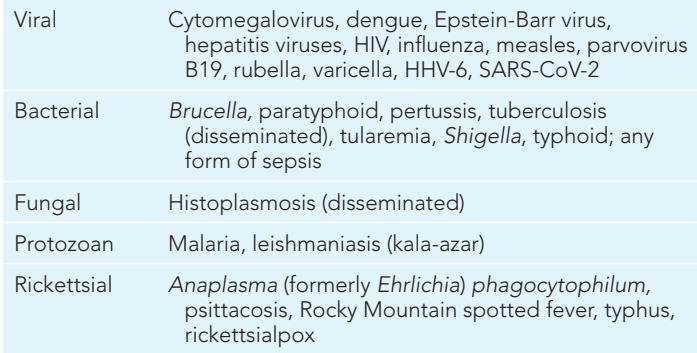 Viral Cytomegalovirus, dengue, Epstein-Barr virus,
hepatitis viruses, HIV, influenza, measles, parvovirus
B19, rubella, varicella, HHV-6, SARS-CoV-2
Bacterial Brucella, paratyphoid, pertussis, tuberculosis
(disseminated), tularemia, Shigella, typhoid; any
form of sepsis
Fungal Histoplasmosis (disseminated)
Protozoan Malaria, leishmaniasis (kala-azar)
Rickettsial Anaplasma (formerly Ehrlichia) phagocytophilum,
psittacosis, Rocky Mountain spotted fever, typhus,
rickettsialpox